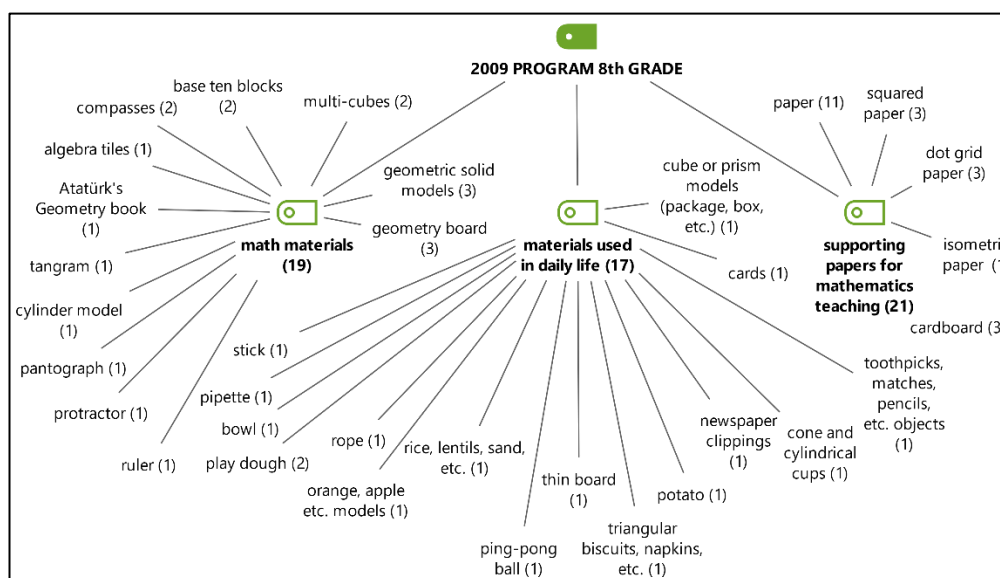 2009 PROGRAM 8th GRADE
compasses (2)
base ten blocks
(2)
multi-cubes (2)
algebra tiles (1)
geometric solid
models (3)
Atatürk's
Geometry book
(1)
geometry board
(3)
math materials
(19)
tangram (1)
cylinder model
(1)
pantograph (1)
protractor (1)
ruler (1)
cube or prism
models
(package, box,
etc.) (1)
materials used
in daily life (17)
cards (1)
stick (1)
pipette (1)
bowl (1)
play dough (2)
rope (1)
orange, apple
etc. models (1)
rice, lentils, sand,
etc. (1)
ping-pong
ball (1)
thin board
(1)
triangular
biscuits, napkins,
etc. (1)
potato (1)
newspaper
clippings
(1)
cone and
cylindrical
cups (1)
toothpicks,
matches,
pencils,
etc. objects
(1)
paper (11)
squared
paper (3)
dot grid
paper (3)
isometric
paper
supporting
papers for
mathematics
teaching (21)
cardboard (3